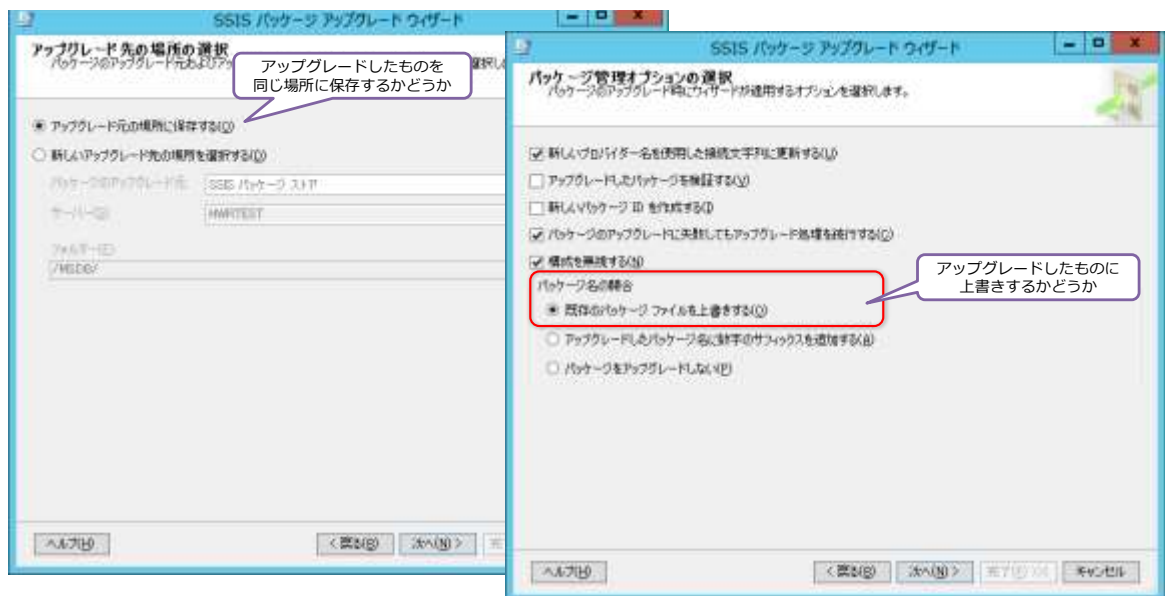 SSIS パッケージ アップグレード ウィザード
アップグレード先の場所の選択
パッケージのアップグレード元およびアッ
アップグレードしたものを
同じ場所に保存するかどうか
アップグレード元の場所に保存する(O)
新しいアップグレード先の場所を選択する(D)
パッケージのアップグレード元:
SSIS パッケージ ストア
サーバー(S):
HWRTEST
フォルダー(E)
/MSDB/
ヘルプ(H)
< 戻る(B)
次へ(N) >
SSIS パッケージ アップグレード ウィザード
パッケージ管理オプションの選択
パッケージのアップグレード時にウィザードが適用するオプションを選択します。
新しいプロバイダー名を使用した接続文字列に更新する(U)
アップグレードしたパッケージを検証する(V)
新しいパッケージ ID を作成する(I)
パッケージのアップグレードに失敗してもアップグレード処理を続行する(C)
構成を無視する(N)
パッケージ名の競合
アップグレードしたものに
上書きするかどうか
既存のパッケージ ファイルを上書きする(O)
アップグレードしたパッケージ名に数字のサフィックスを追加する(A)
パッケージをアップグレードしない(P)
ヘルプ(H)
< 戻る(B)
次へ(N) >
キャンセル